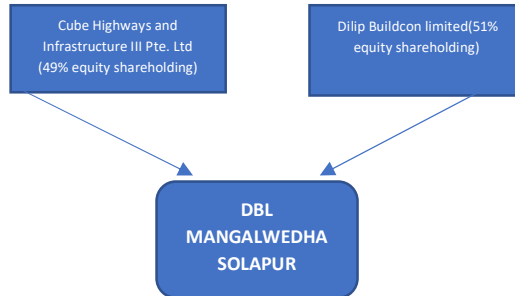 Cube Highways and
Infrastructure III Pte. Ltd
(49% equity shareholding)
Dilip Buildcon limited(51%
equity shareholding)
DBL
MANGALWEDHA
SOLAPUR